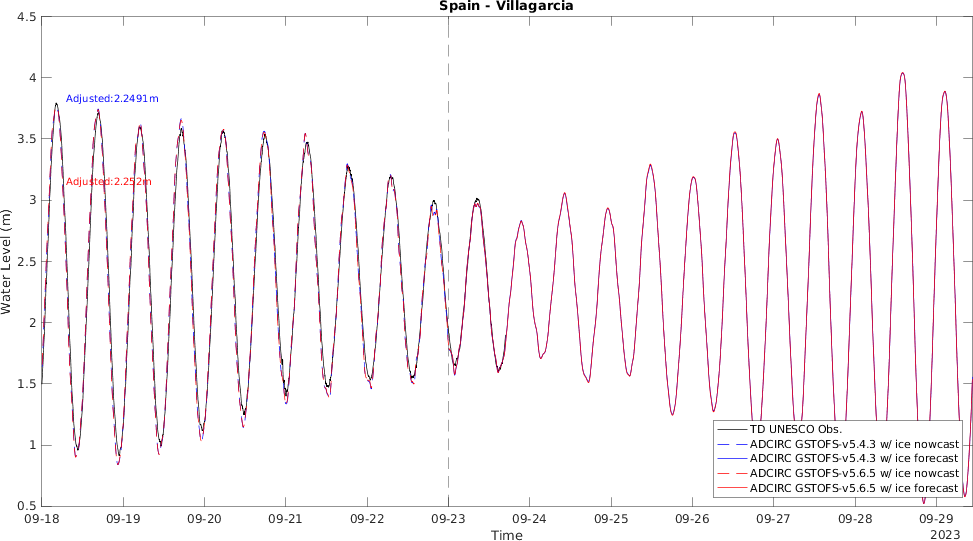 Spain - Villagarcia
4.5
4
3.5
3
2.5
2
1.5
1
0.5
Water Level (m)
Adjusted:2.2491m
Adjusted:2.252m
TD UNESCO Obs.
ADCIRC GSTOFS-v5.4.3 w/ ice nowcast
ADCIRC GSTOFS-v5.4.3 w/ ice forecast
ADCIRC GSTOFS-v5.6.5 w/ ice nowcast
ADCIRC GSTOFS-v5.6.5 w/ ice forecast
09-18 09-19 09-20 09-21 09-22 09-23 09-24 09-25 09-26 09-27 09-28 09-29
Time
2023